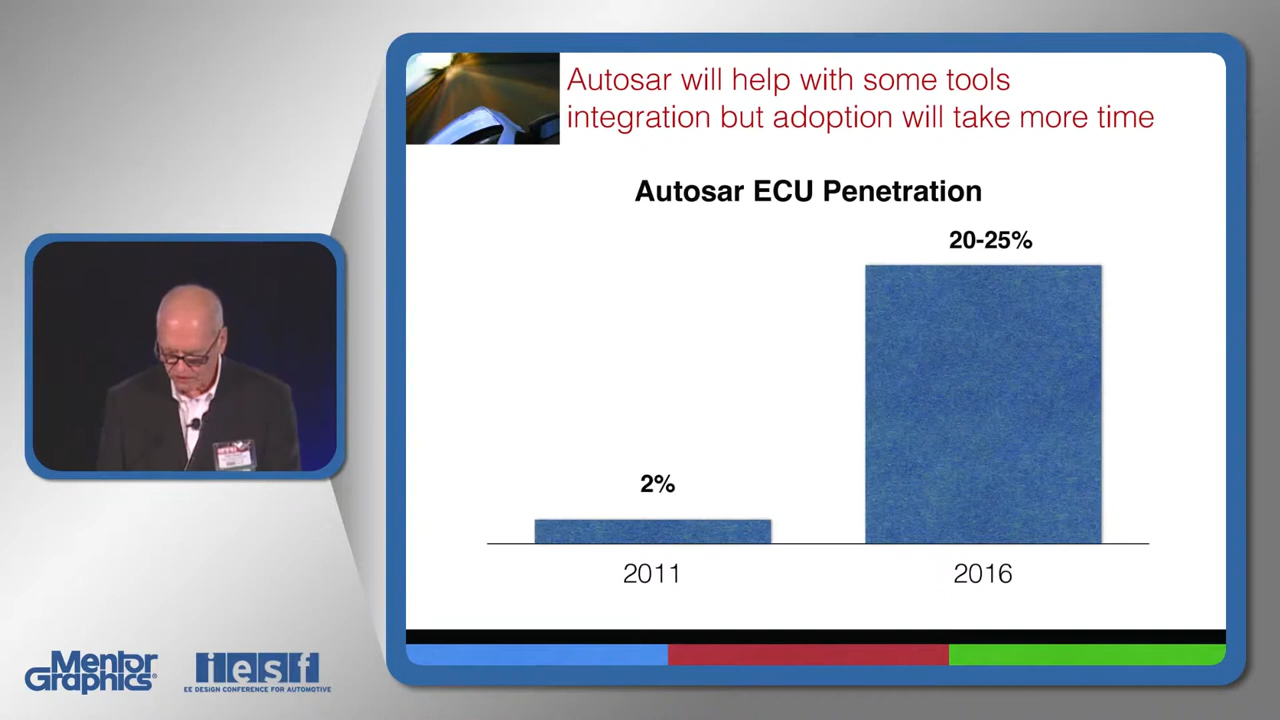 Autosar will help with some tools
integration but adoption will take more time
Autosar ECU Penetration
20-25%
2%
2011
2016
Mentor
Graphics®
iesf
EE DESIGN CONFERENCE FOR AUTOMOTIVE